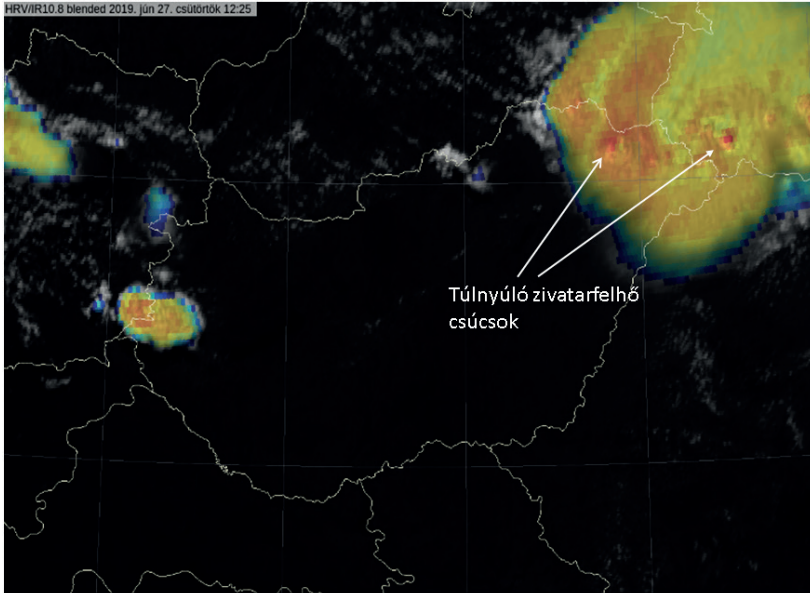 HRV/IR10.8 blended 2019. jún 27. csütörtök 12:25
Túlnyúló zivatarfelhő
csúcsok